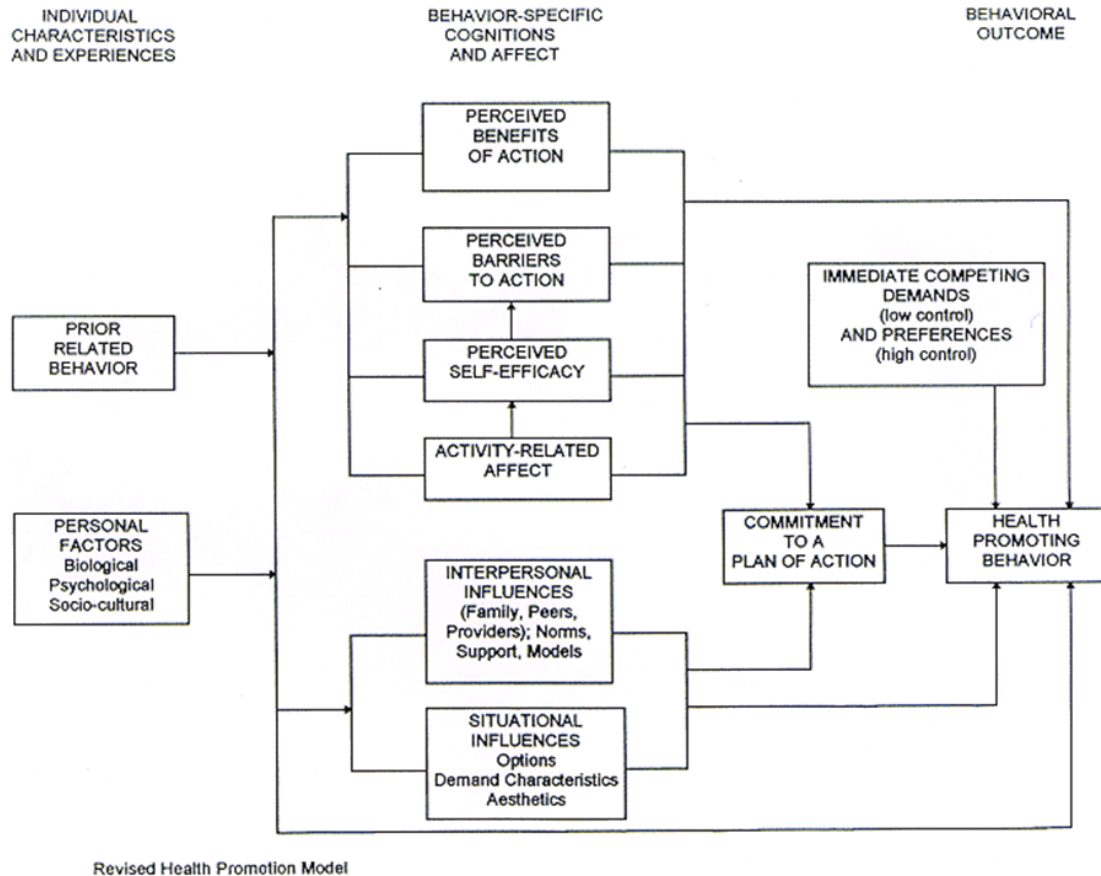 INDIVIDUAL
CHARACTERISTICS
AND EXPERIENCES
BEHAVIOR-SPECIFIC
COGNITIONS
AND AFFECT
BEHAVIORAL
OUTCOME
PERCEIVED
BENEFITS
OF ACTION
PERCEIVED
BARRIERS
TO ACTION
IMMEDIATE COMPETING
DEMANDS
(low control)
AND PREFERENCES
(high control)
PRIOR
RELATED
BEHAVIOR
PERCEIVED
SELF-EFFICACY
ACTIVITY-RELATED
AFFECT
PERSONAL
FACTORS
Biological
Psychological
Socio-cultural
COMMITMENT
TO A
PLAN OF ACTION
HEALTH
PROMOTING
BEHAVIOR
INTERPERSONAL
INFLUENCES
(Family, Peers,
Providers); Norms,
Support, Models
SITUATIONAL
INFLUENCES
Options
Demand Characteristics
Aesthetics
Revised Health Promotion Model